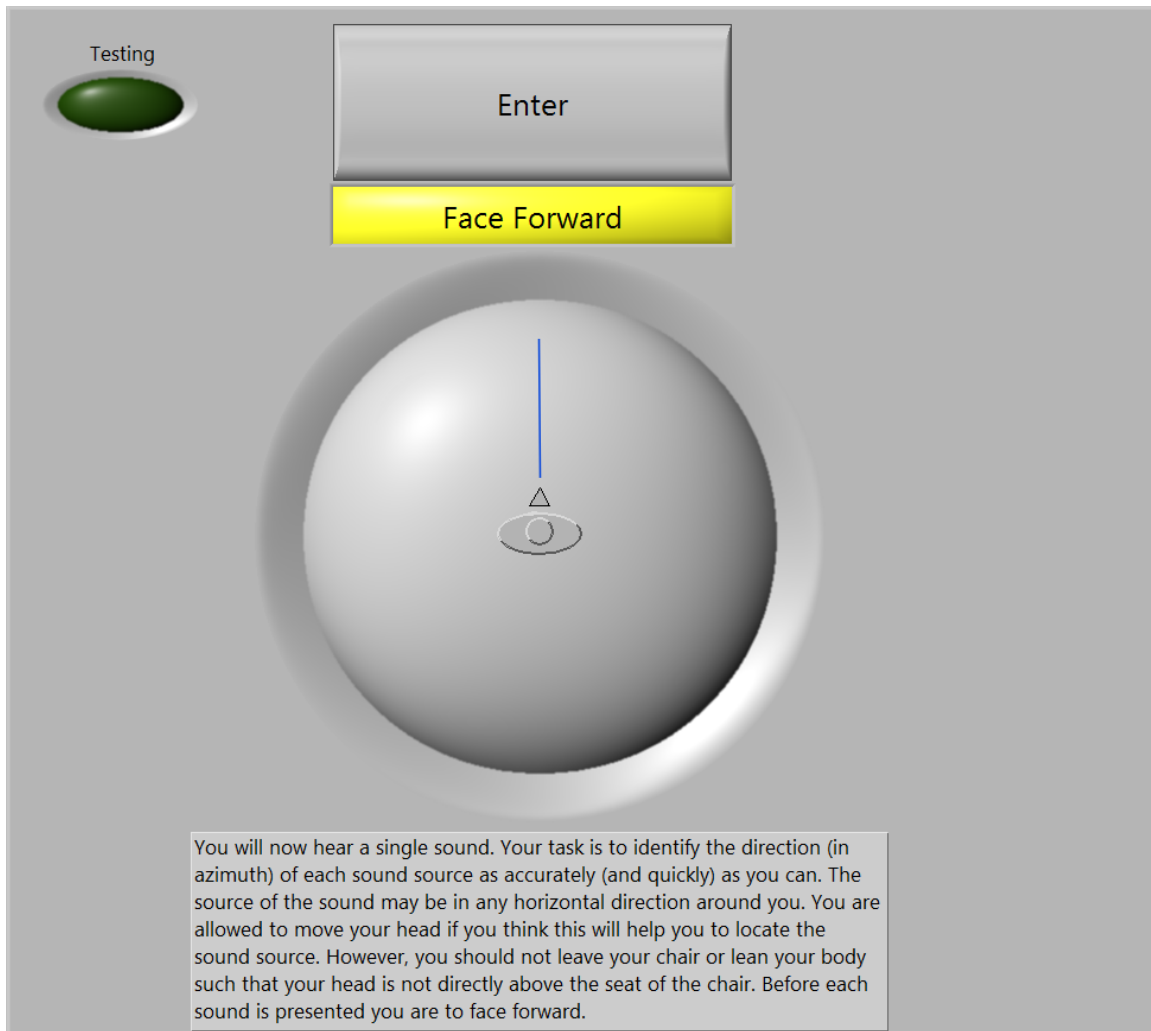 Testing
Enter
Face Forward
You will now hear a single sound. Your task is to identify the direction (in
azimuth) of each sound source as accurately (and quickly) as you can. The
source of the sound may be in any horizontal direction around you. You are
allowed to move your head if you think this will help you to locate the
sound source. However, you should not leave your chair or lean your body
such that your head is not directly above the seat of the chair. Before each
sound is presented you are to face forward.